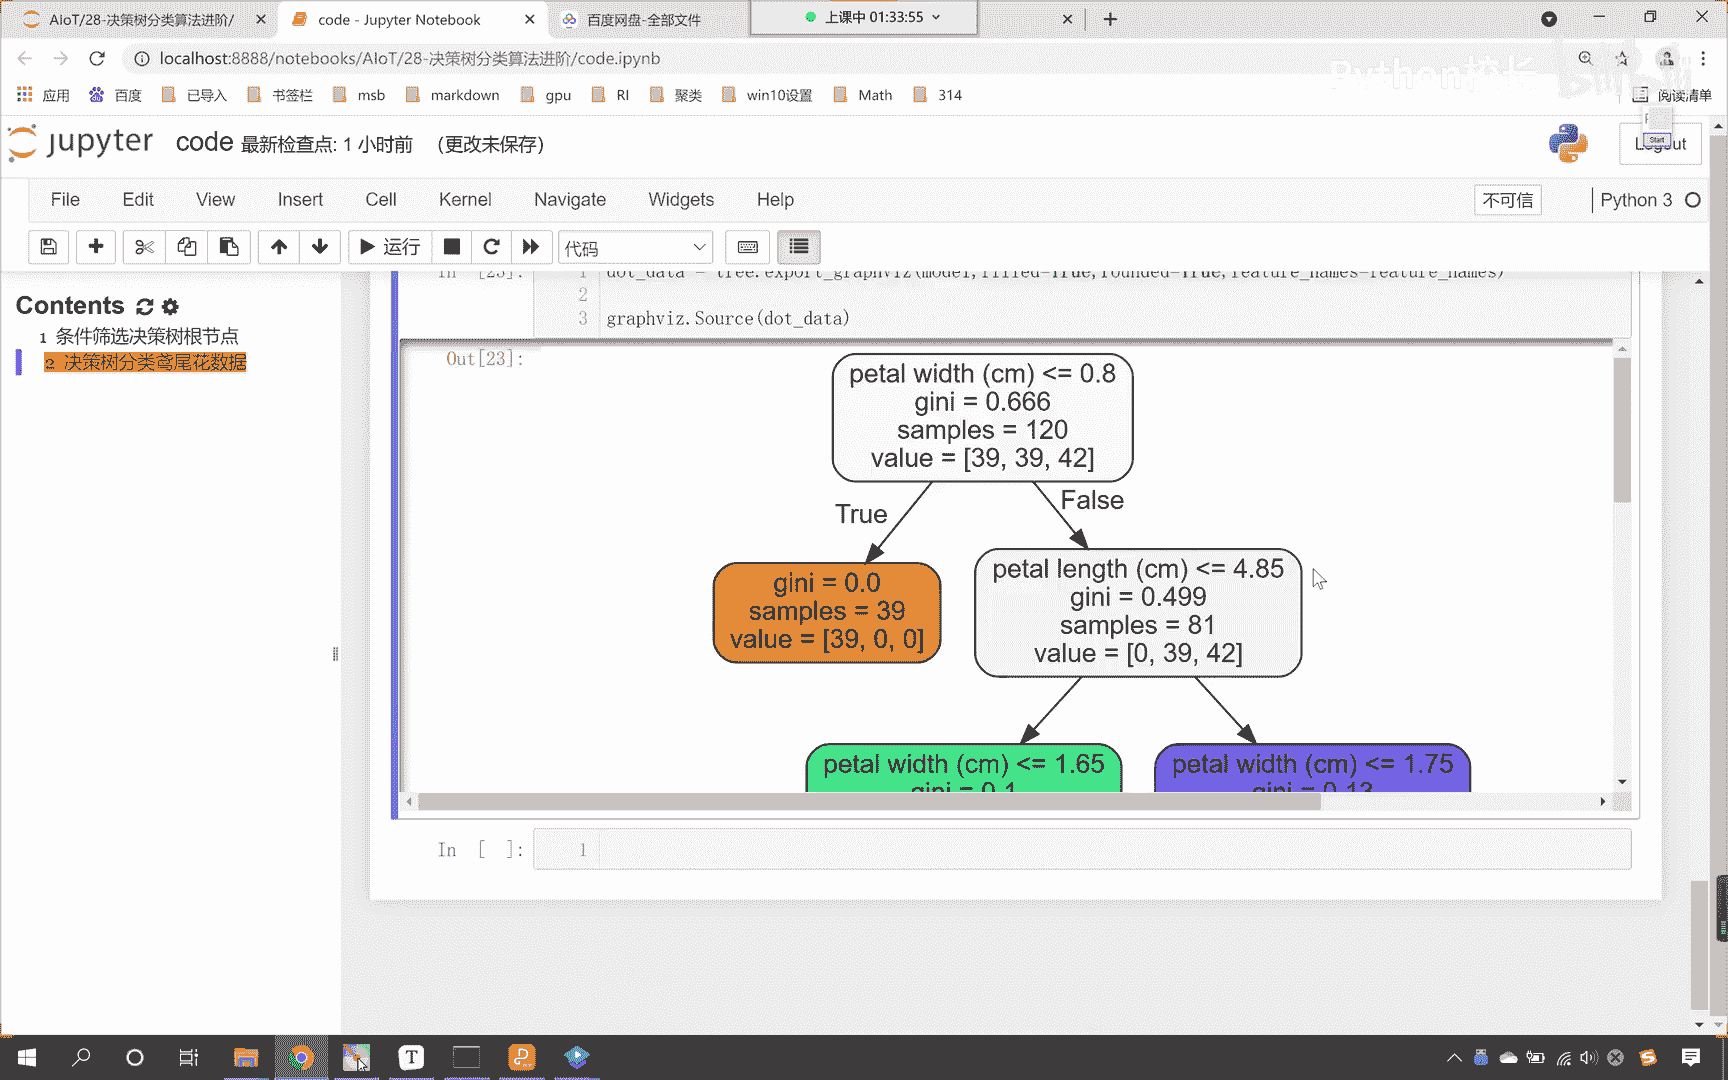 AIoT/28-决策树分类算法进阶/
code - Jupyter Notebook
百度网盘-全部文件
上课中 01:33:55
localhost:8888/notebooks/AIoT/28-决策树分类算法进阶/code.ipynb
应用 百度 已导入 书签栏 msb markdown gpu RI 聚类 win10设置 Math 314
阅读清单
jupyter code 最新检查点: 1 小时前 (更改未保存)
Start
Logout
File Edit View Insert Cell Kernel Navigate Widgets Help
不可信
Python 3
运行
代码
Contents
1 条件筛选决策树根节点
2 决策树分类鸢尾花数据
In [23]:
1 dot_data = tree.export_graphviz(model,filled=True,rounded=True,feature_names=feature_names)
2
3 graphviz.Source(dot_data)
Out[23]:
petal width (cm) <= 0.8
gini = 0.666
samples = 120
value = [39, 39, 42]
True
False
gini = 0.0
samples = 39
value = [39, 0, 0]
petal length (cm) <= 4.85
gini = 0.499
samples = 81
value = [0, 39, 42]
petal width (cm) <= 1.65
gini = 0.1
petal width (cm) <= 1.75
gini = 0.13
In [ ]:
1